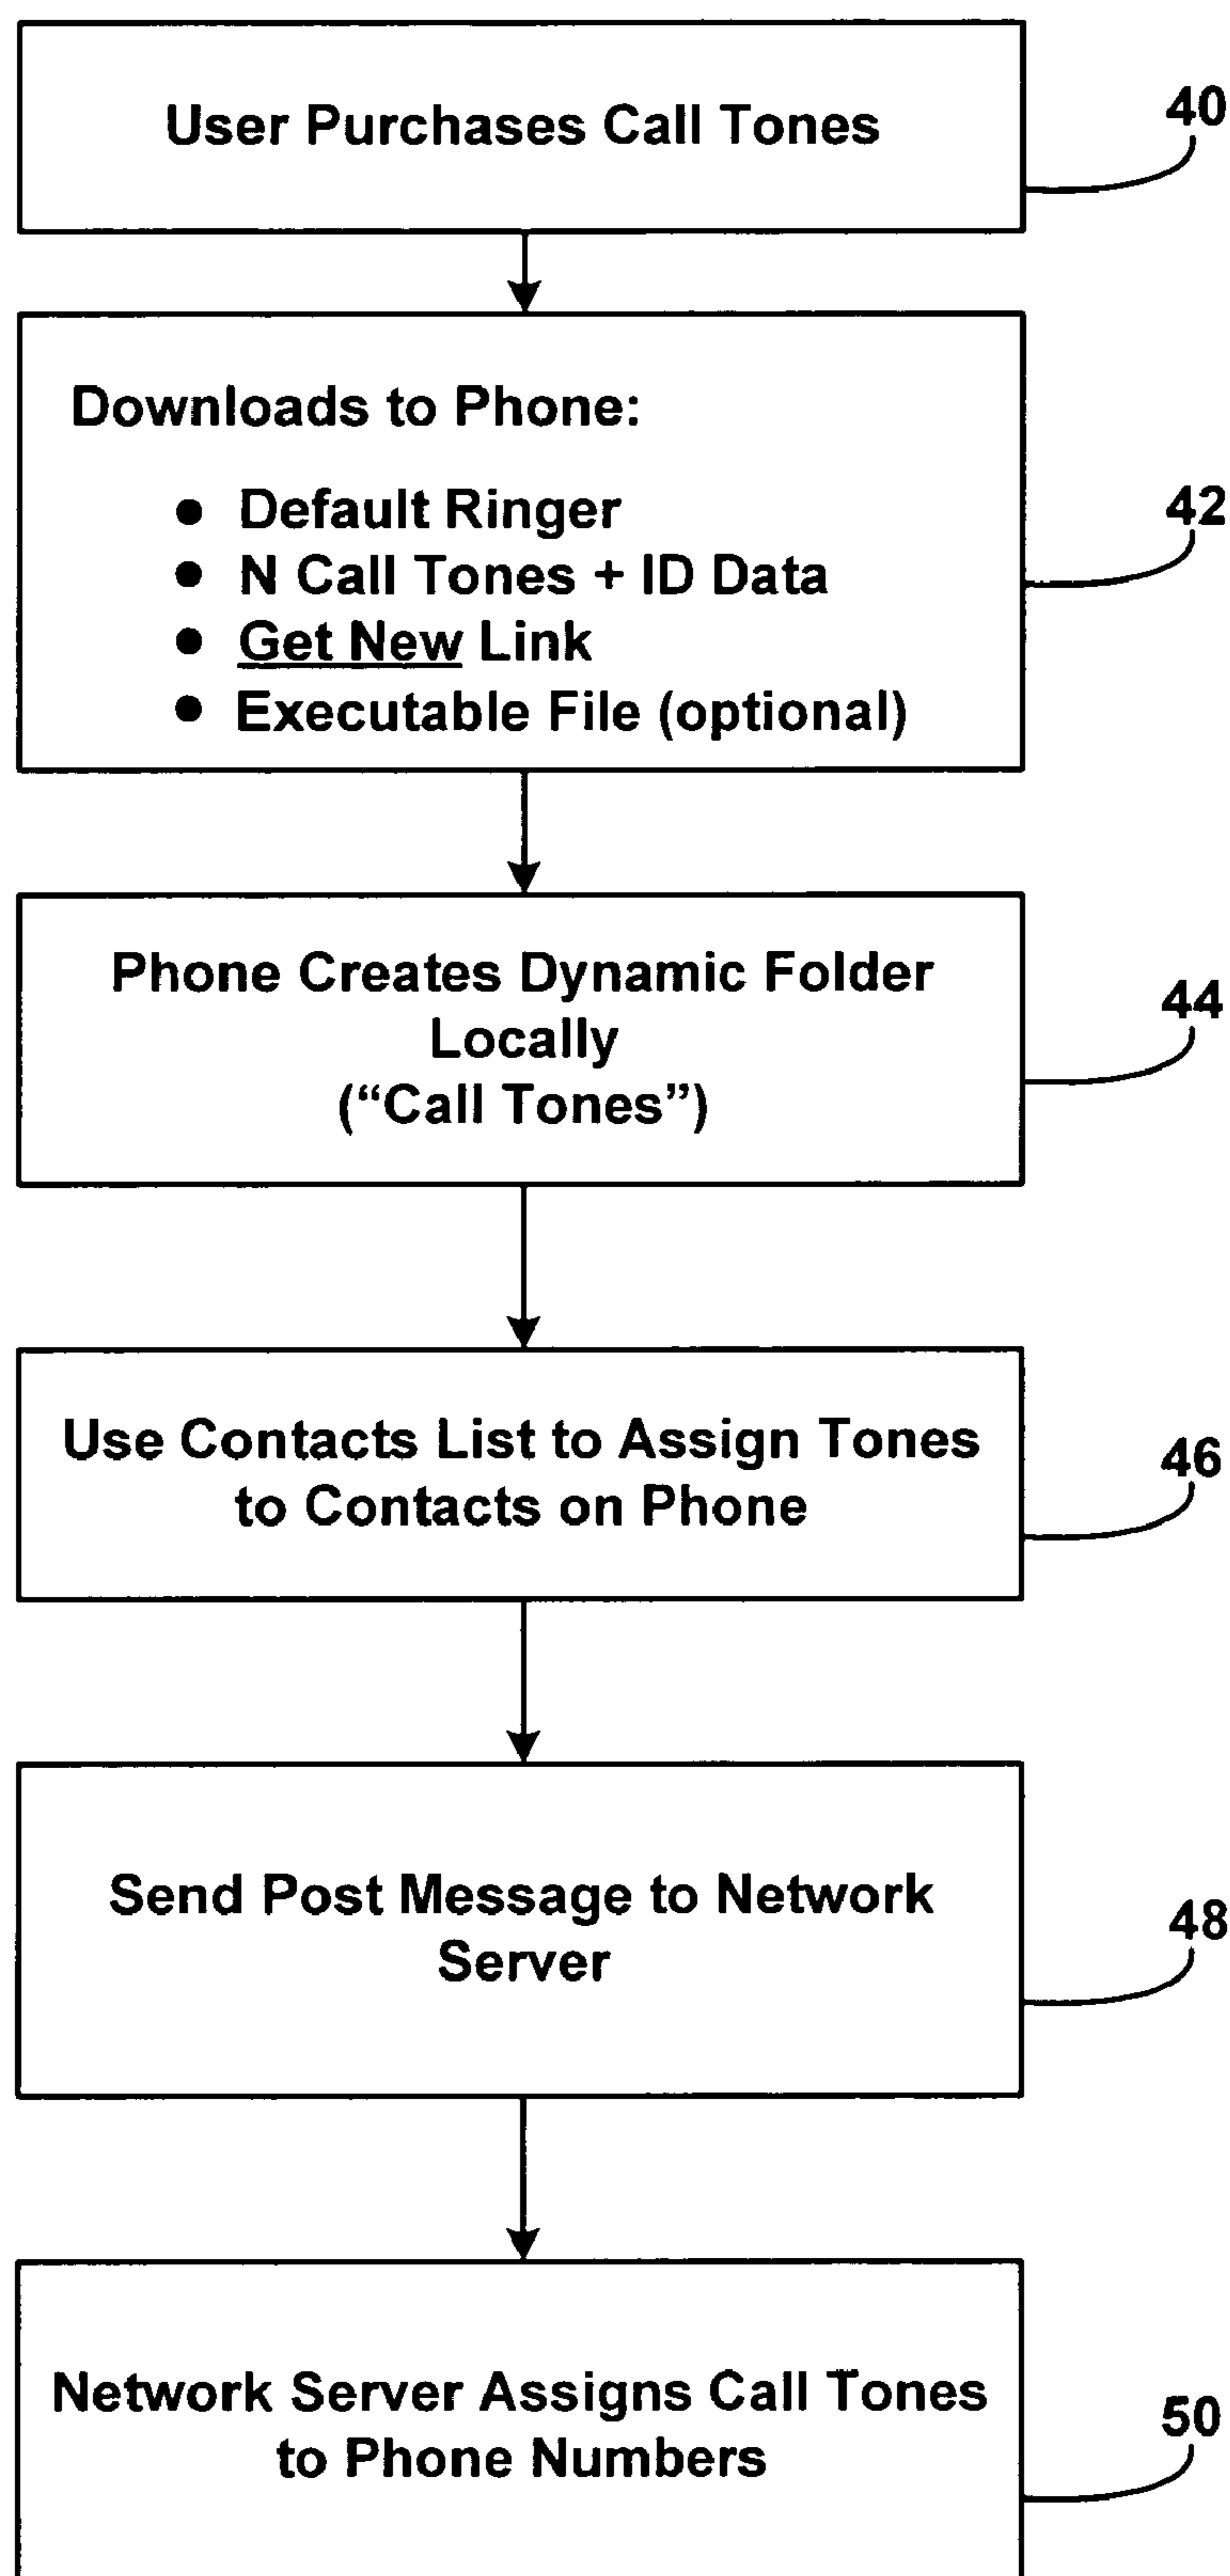 User Purchases Call Tones
40
Downloads to Phone:
● Default Ringer
● N Call Tones + ID Data
● Get New Link
● Executable File (optional)
42
Phone Creates Dynamic Folder
Locally
(“Call Tones”)
44
Use Contacts List to Assign Tones
to Contacts on Phone
46
Send Post Message to Network
Server
48
Network Server Assigns Call Tones
to Phone Numbers
50